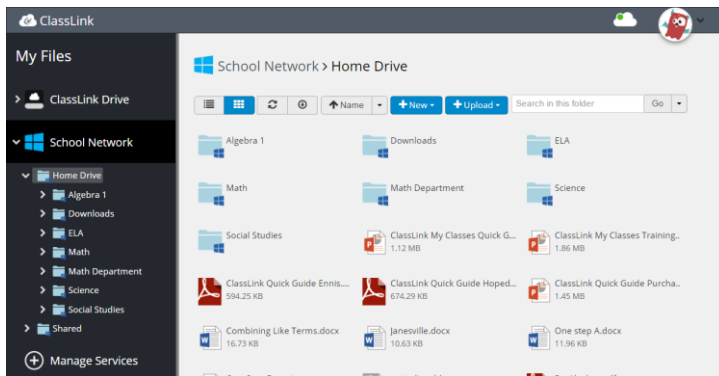 ClassLink
My Files
ClassLink Drive
School Network
Home Drive
Algebra 1
Downloads
ELA
Math
Math Department
Science
Social Studies
Shared
Manage Services
School Network > Home Drive
Name
New
Upload
Search in this folder
Go
Algebra 1
Downloads
ELA
Math
Math Department
Science
Social Studies
ClassLink My Classes Quick G...
1.12 MB
ClassLink My Classes Training..
1.86 MB
ClassLink Quick Guide Ennis....
594.25 KB
ClassLink Quick Guide Hoped...
674.29 KB
ClassLink Quick Guide Purcha..
1.45 MB
Combining Like Terms.docx
16.73 KB
Janesville.docx
10.63 KB
One step A.docx
11.96 KB